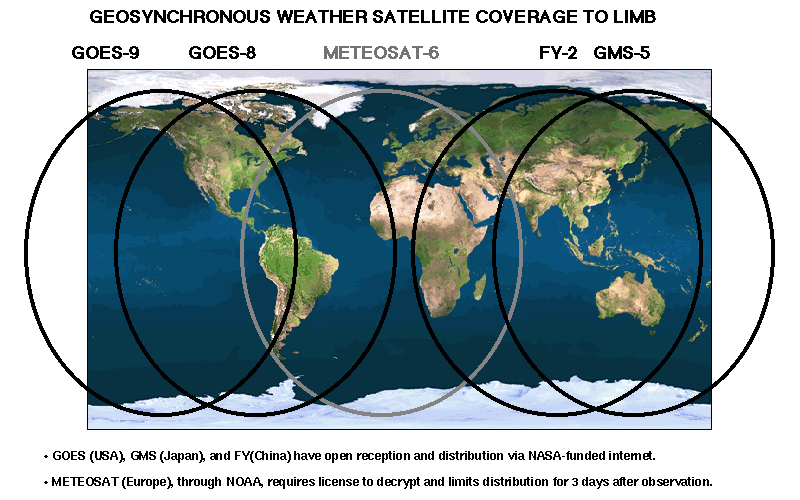 GEOSYNCHRONOUS WEATHER SATELLITE COVERAGE TO LIMB
GOES-9 GOES-8 METEOSAT-6 FY-2 GMS-5
• GOES (USA), GMS (Japan), and FY(China) have open reception and distribution via NASA-funded internet.
• METEOSAT (Europe), through NOAA, requires license to decrypt and limits distribution for 3 days after observation.